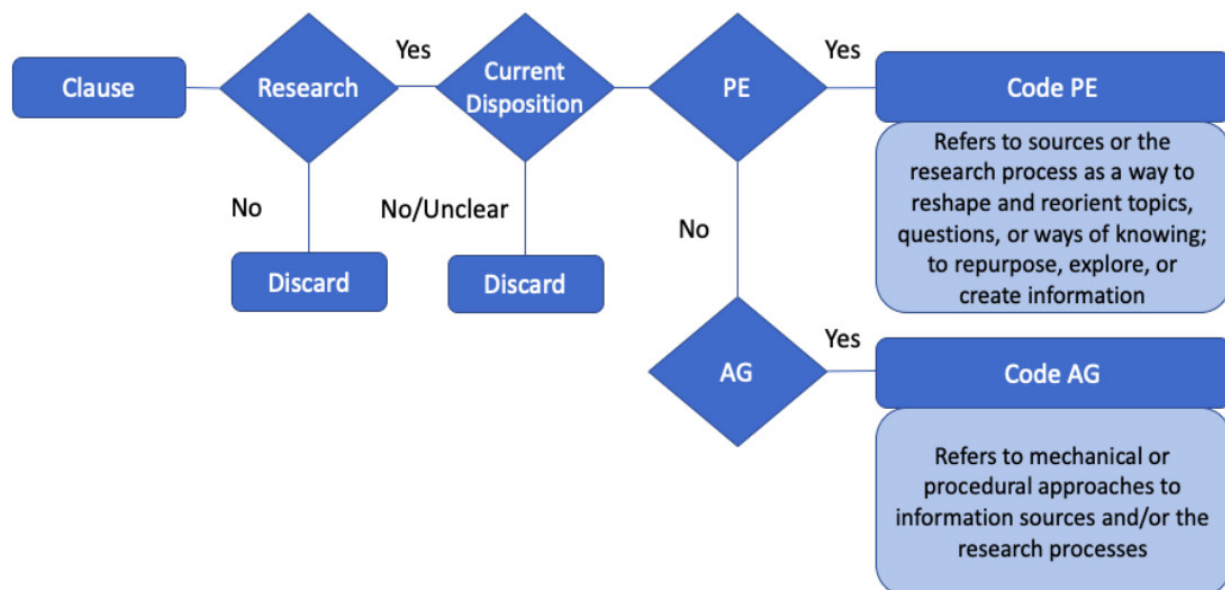 Clause
Research
Yes
Current
Disposition
PE
Yes
Code PE
Refers to sources or the
research process as a way to
reshape and reorient topics,
questions, or ways of knowing;
to repurpose, explore, or
create information
No
Discard
No/Unclear
Discard
No
AG
Yes
Code AG
Refers to mechanical or
procedural approaches to
information sources and/or the
research processes